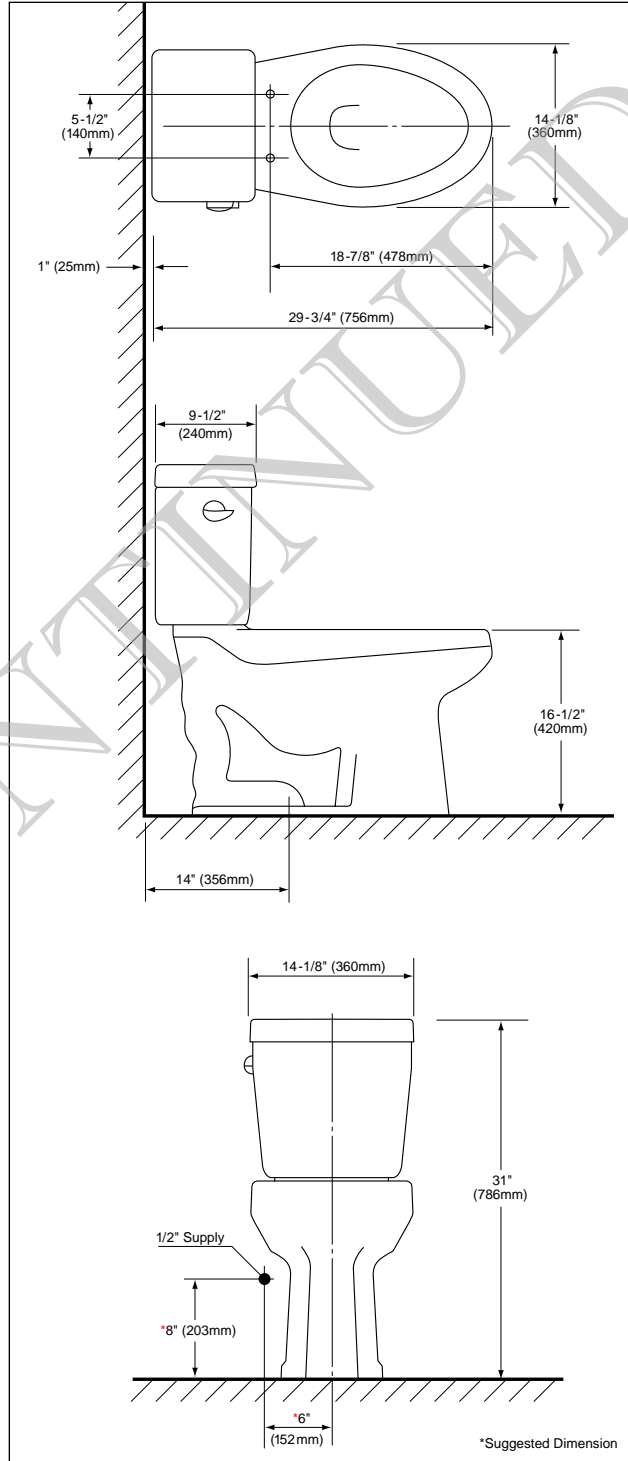 5-1/2"
(140mm)
14-1/8"
(360mm)
1" (25mm)
18-7/8" (478mm)
29-3/4" (756mm)
9-1/2"
(240mm)
16-1/2"
(420mm)
14" (356mm)
14-1/8" (360mm)
31"
(786mm)
1/2" Supply
*8" (203mm)
*6"
(152mm)
*Suggested Dimension
NTINUED